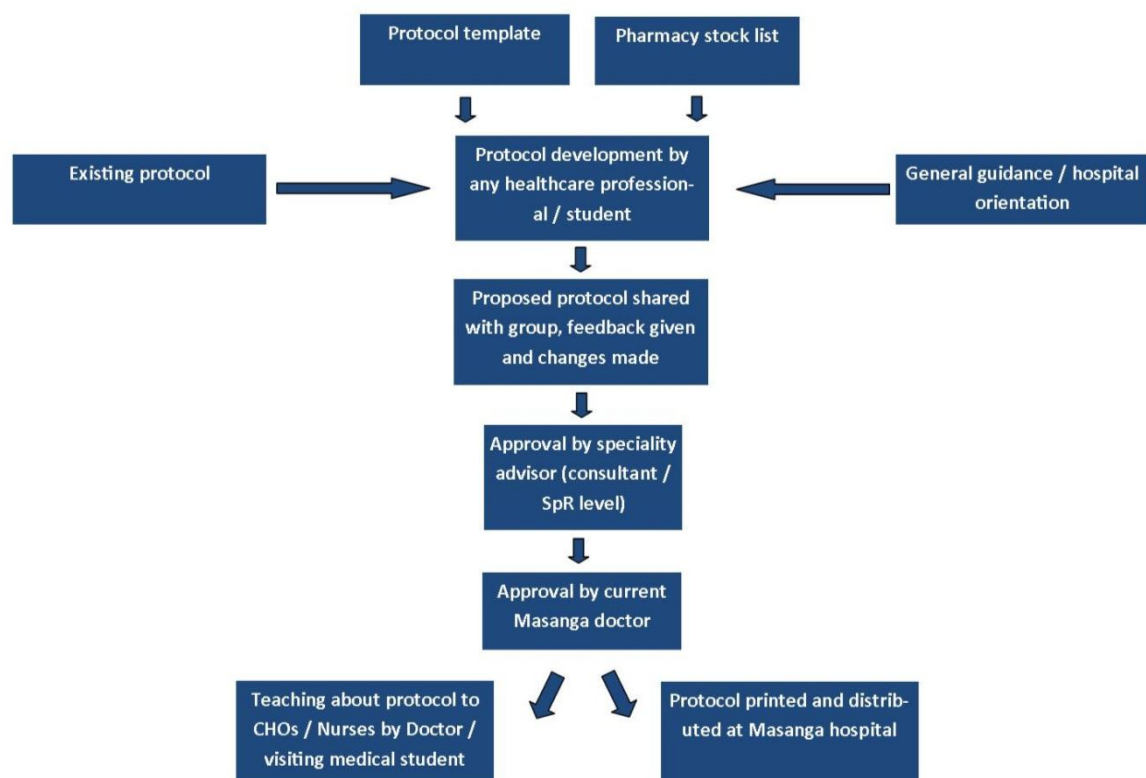 Protocol template
Pharmacy stock list
Existing protocol
Protocol development by
any healthcare profession-
al / student
General guidance / hospital
orientation
Proposed protocol shared
with group, feedback given
and changes made
Approval by speciality
advisor (consultant /
SpR level)
Approval by current
Masanga doctor
Teaching about protocol to
CHOs / Nurses by Doctor /
visiting medical student
Protocol printed and distrib-
uted at Masanga hospital